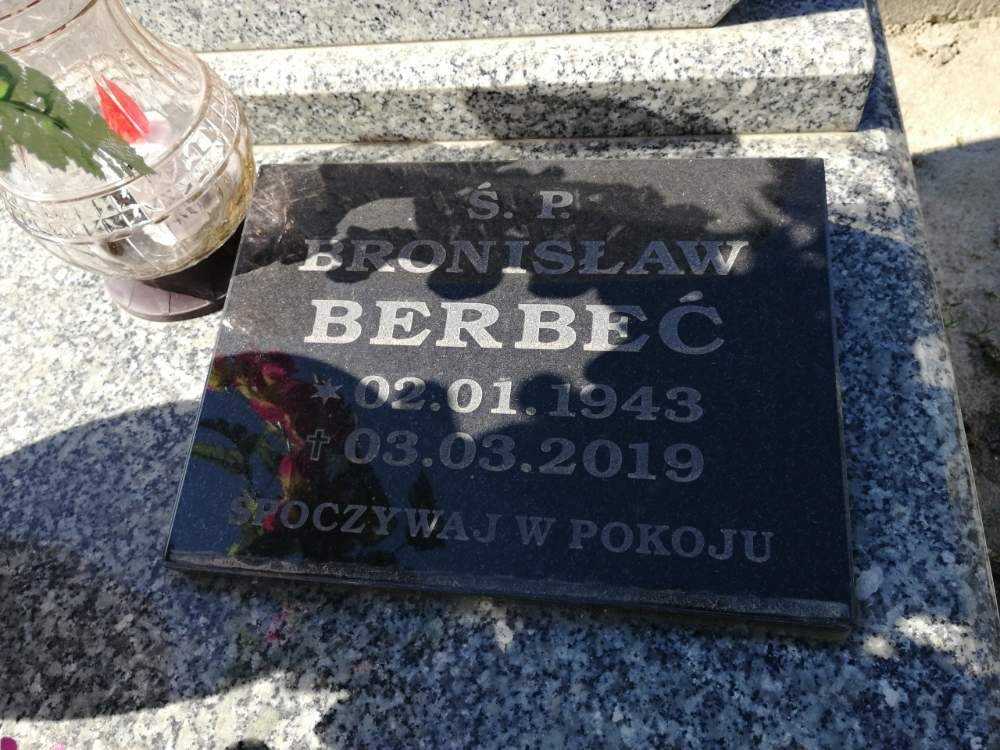 Ś. P.
BRONISŁAW
BERBEĆ
* 02.01.1943
✝ 03.03.2019
SPOCZYWAJ W POKOJU